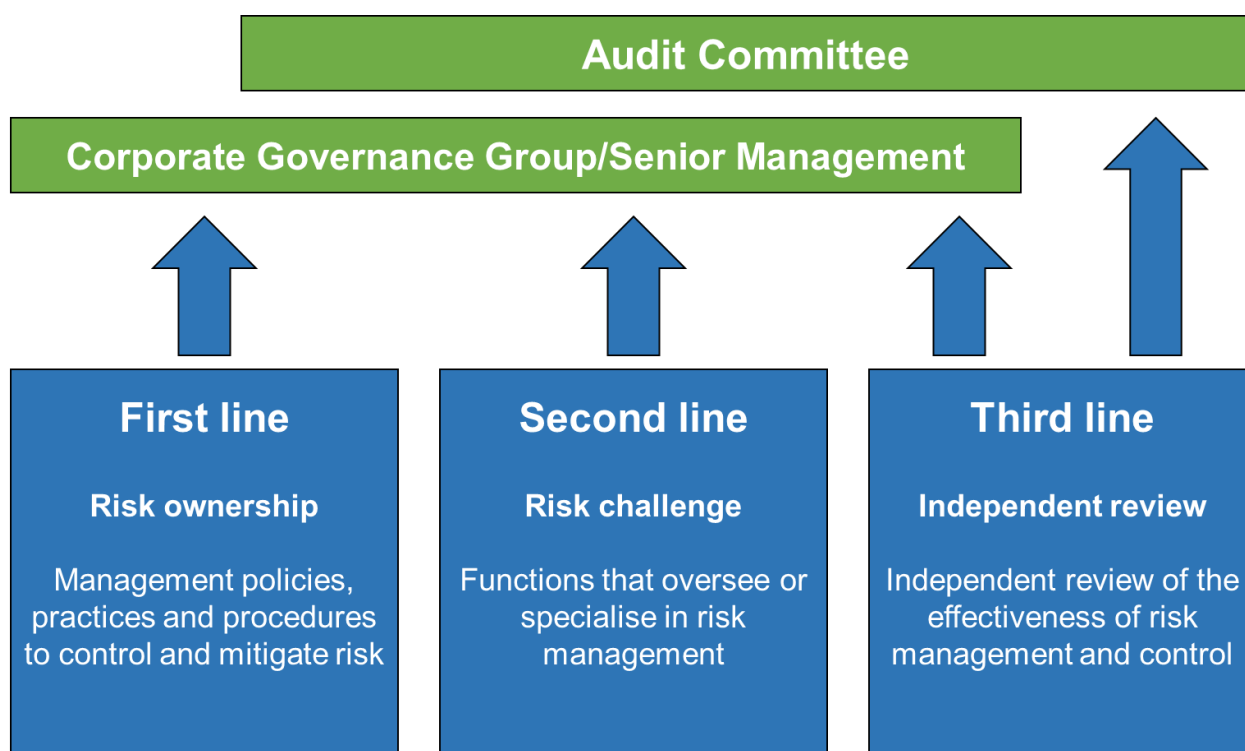 Audit Committee
Corporate Governance Group/Senior Management
First line
Risk ownership
Management policies,
practices and procedures
to control and mitigate risk
Second line
Risk challenge
Functions that oversee or
specialise in risk
management
Third line
Independent review
Independent review of the
effectiveness of risk
management and control